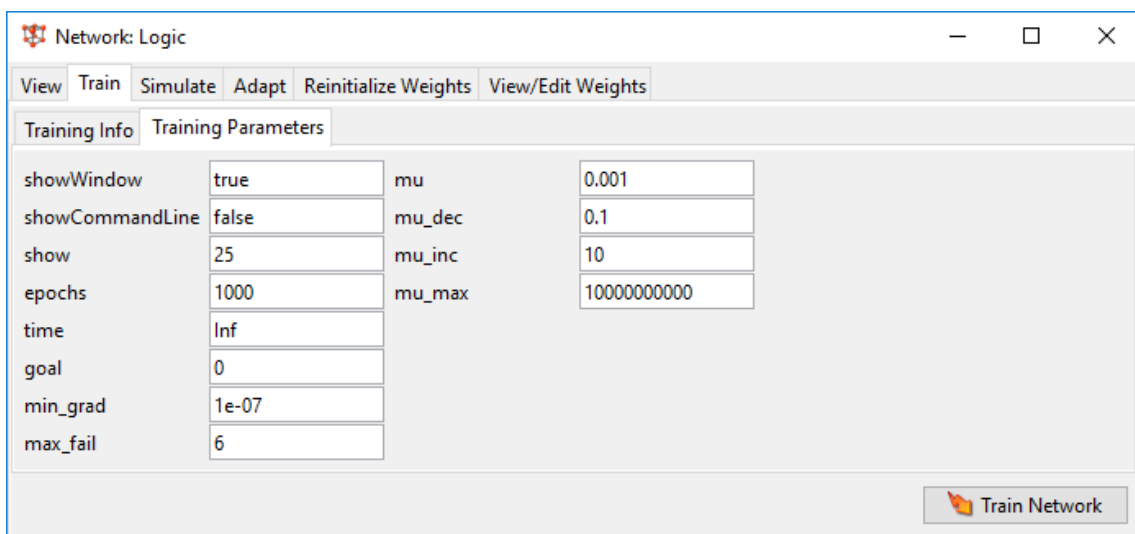 Network: Logic
View Train Simulate Adapt Reinitialize Weights View/Edit Weights
Training Info Training Parameters
showWindow true mu 0.001
showCommandLine false mu_dec 0.1
show 25 mu_inc 10
epochs 1000 mu_max 10000000000
time Inf
goal 0
min_grad 1e-07
max_fail 6
Train Network